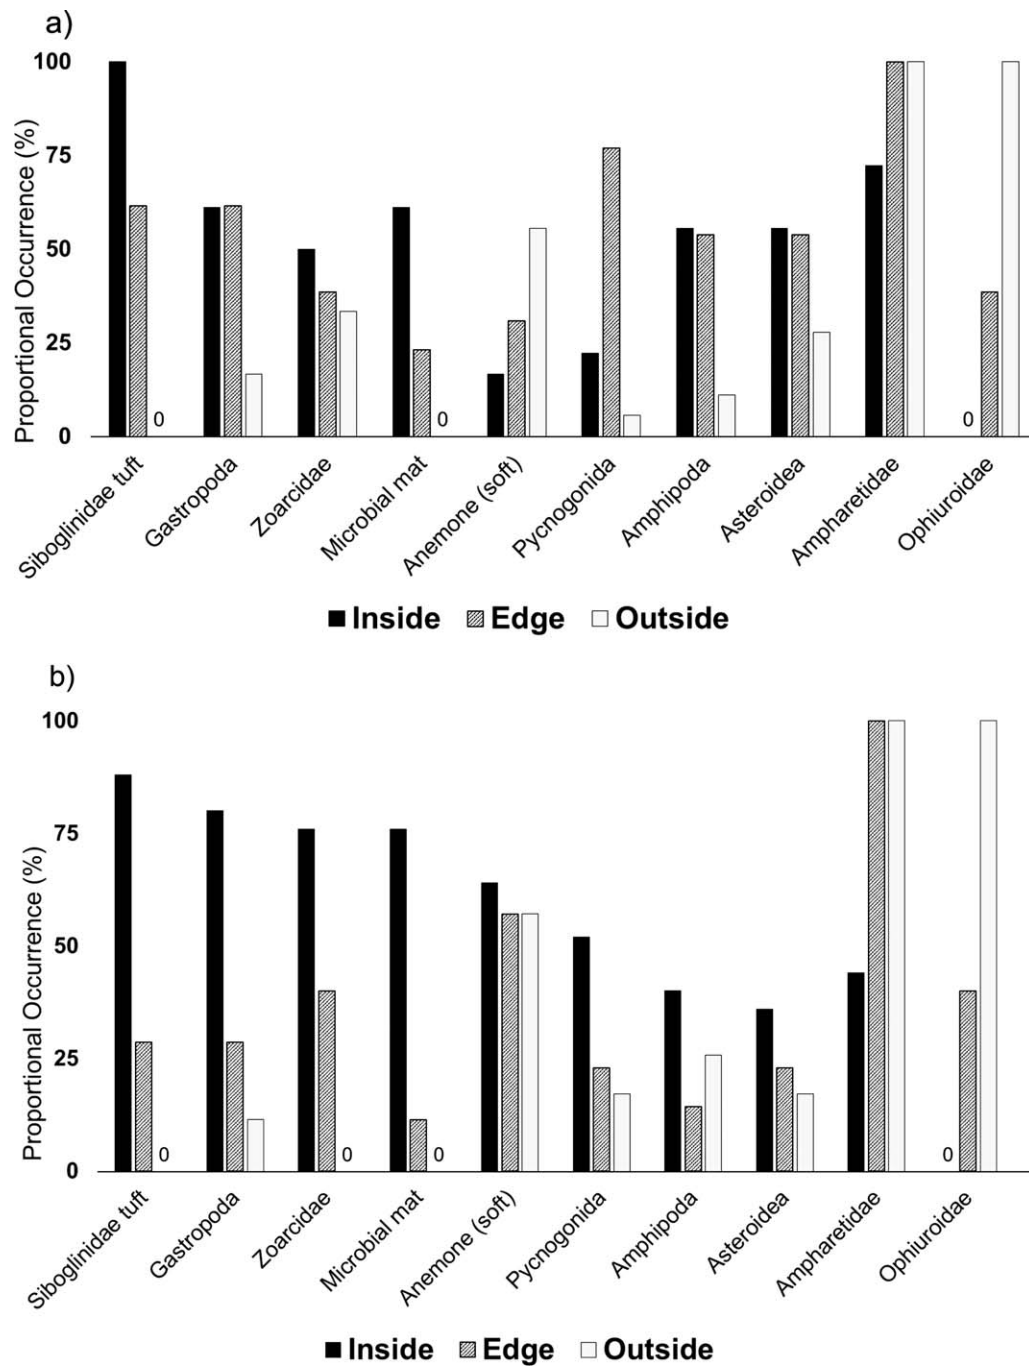 a)
Proportional Occurrence (%)
100
75
50
25
0
0
0
0
Siboglinidae tuft
Gastropoda
Zoarcidae
Microbial mat
Anemone (soft)
Pycnogonida
Amphipoda
Asteroidea
Ampharetidae
Ophiuroidae
Inside Edge Outside
b)
Proportional Occurrence (%)
100
75
50
25
0
0
0
0
0
Siboglinidae tuft
Gastropoda
Zoarcidae
Microbial mat
Anemone (soft)
Pycnogonida
Amphipoda
Asteroidea
Ampharetidae
Ophiuroidae
Inside Edge Outside